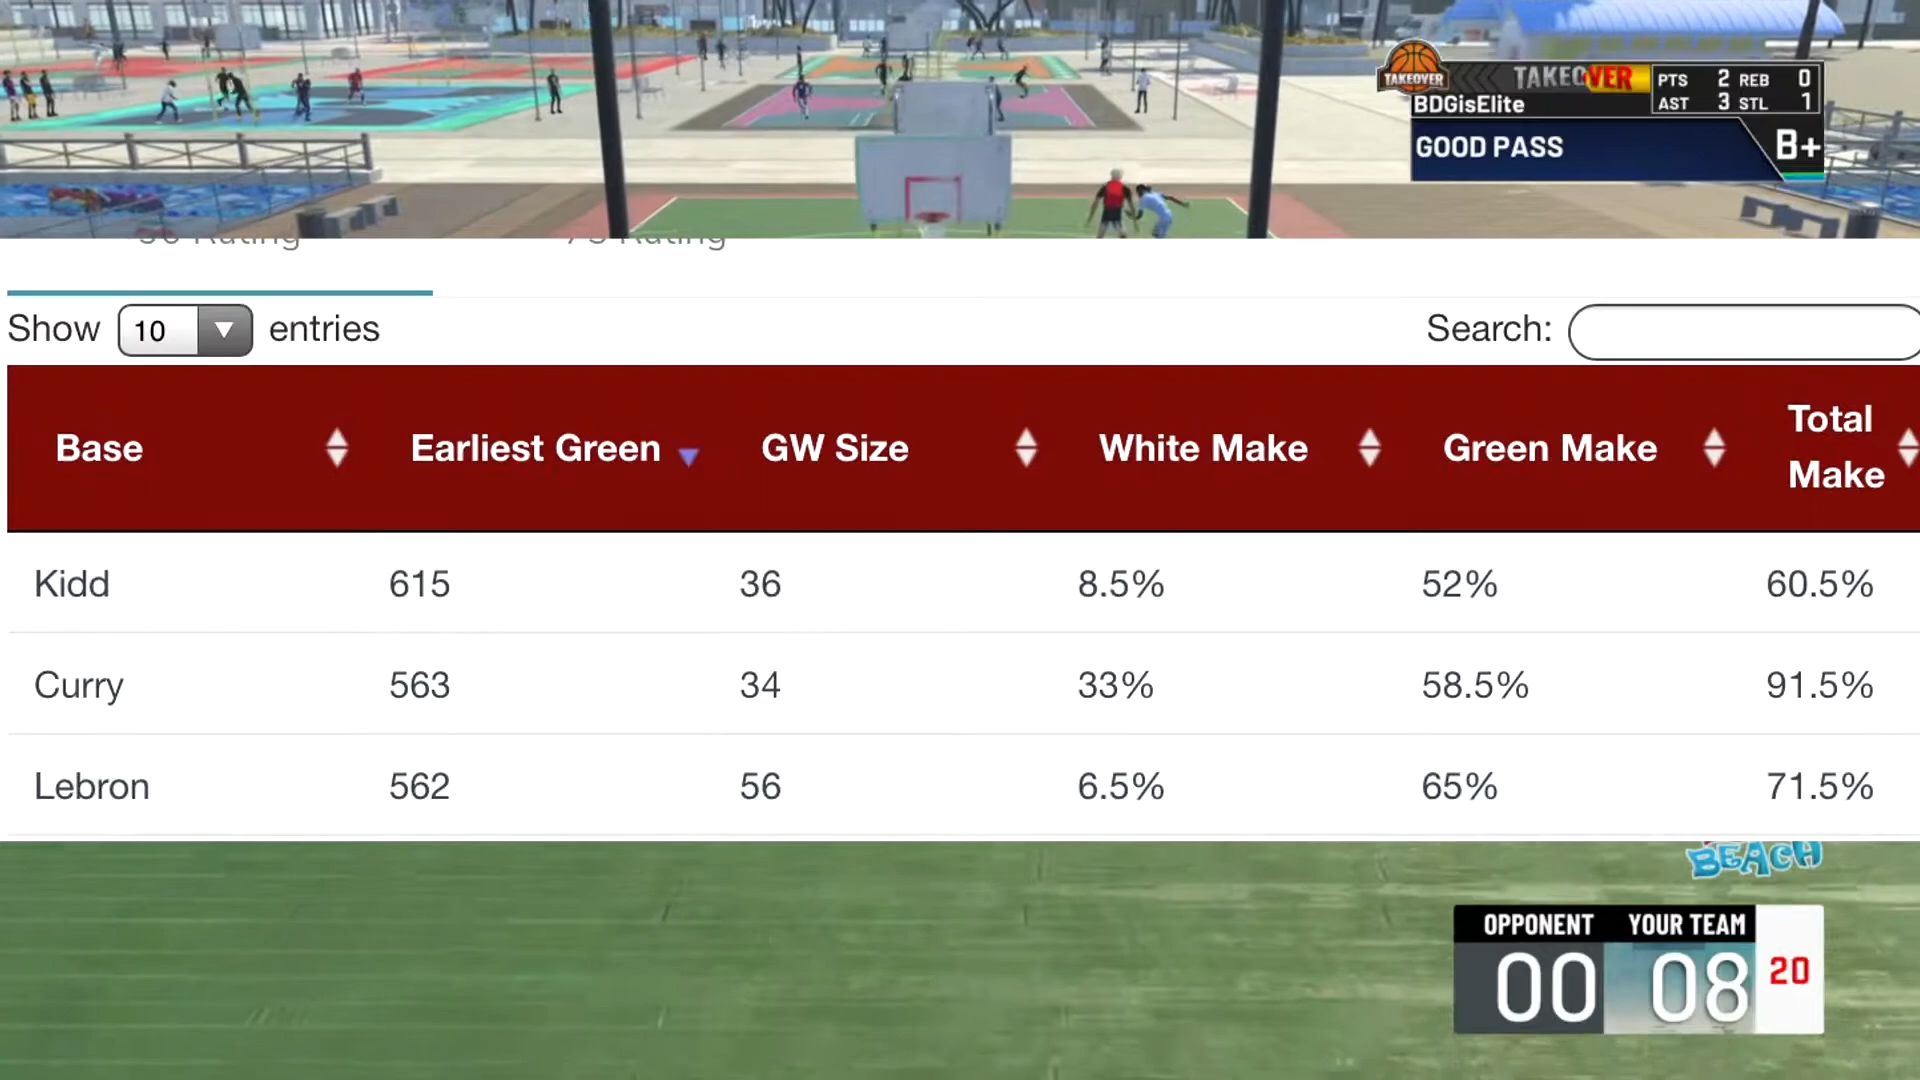 TAKEOVER
TAKEOVER
PTS 2 REB 0
BDGisElite
AST 3 STL 1
GOOD PASS
B+
Rating
Rating
Show 10 entries
Search:
Base
Earliest Green
GW Size
White Make
Green Make
Total
Make
Kidd 615 36 8.5% 52% 60.5%
Curry 563 34 33% 58.5% 91.5%
Lebron 562 56 6.5% 65% 71.5%
BEACH
OPPONENT YOUR TEAM
00 08 20